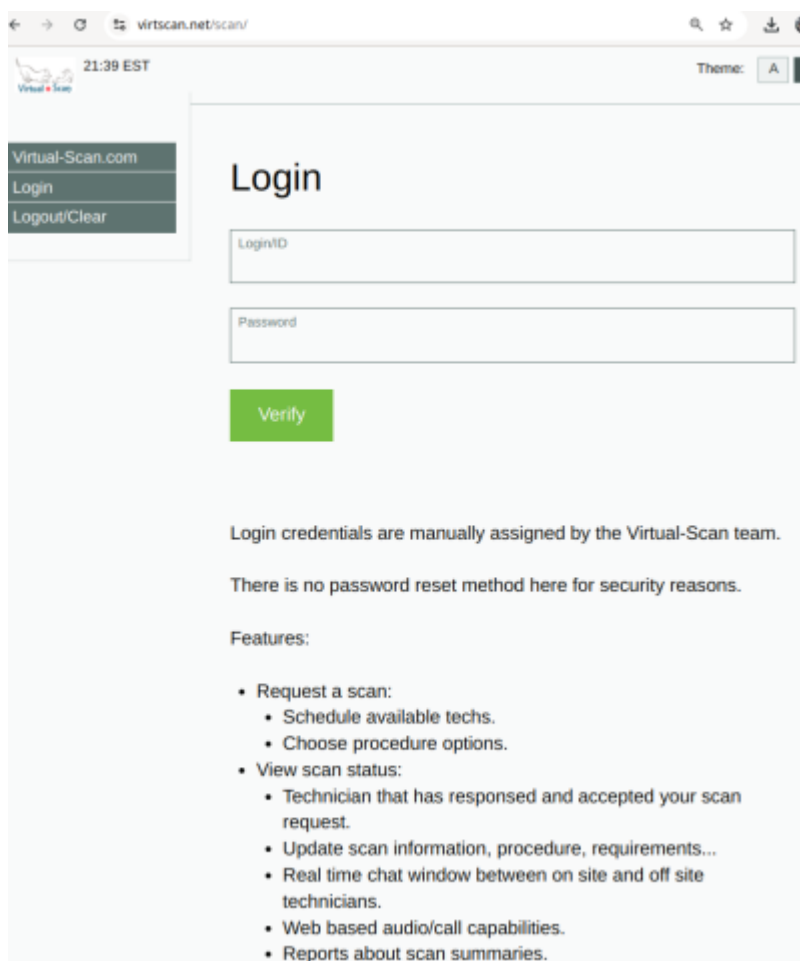 virtscan.net/scan/
21:39 EST
Theme:
A
Virtual Scan
Virtual-Scan.com
Login
Logout/Clear
Login
Login/ID
Password
Verify
Login credentials are manually assigned by the Virtual-Scan team.
There is no password reset method here for security reasons.
Features:
• Request a scan:
• Schedule available techs.
• Choose procedure options.
• View scan status:
• Technician that has responsed and accepted your scan
request.
• Update scan information, procedure, requirements...
• Real time chat window between on site and off site
technicians.
• Web based audio/call capabilities.
• Reports about scan summaries.